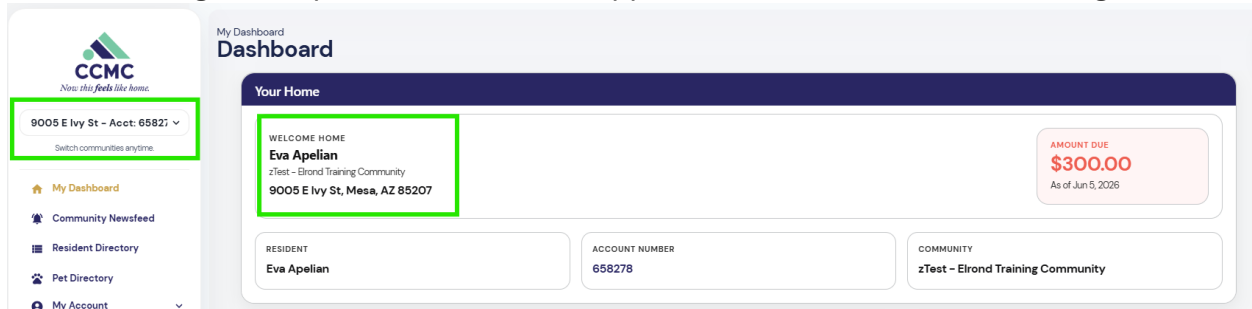 My Dashboard
Dashboard
CCMC
Now this feels like home.
9005 E Ivy St - Acct: 65827
Switch communities anytime.
My Dashboard
Community Newsfeed
Resident Directory
Pet Directory
My Account
Your Home
WELCOME HOME
Eva Apelian
zTest - Elrond Training Community
9005 E Ivy St, Mesa, AZ 85207
AMOUNT DUE
$300.00
As of Jun 5, 2026
RESIDENT
Eva Apelian
ACCOUNT NUMBER
658278
COMMUNITY
zTest - Elrond Training Community